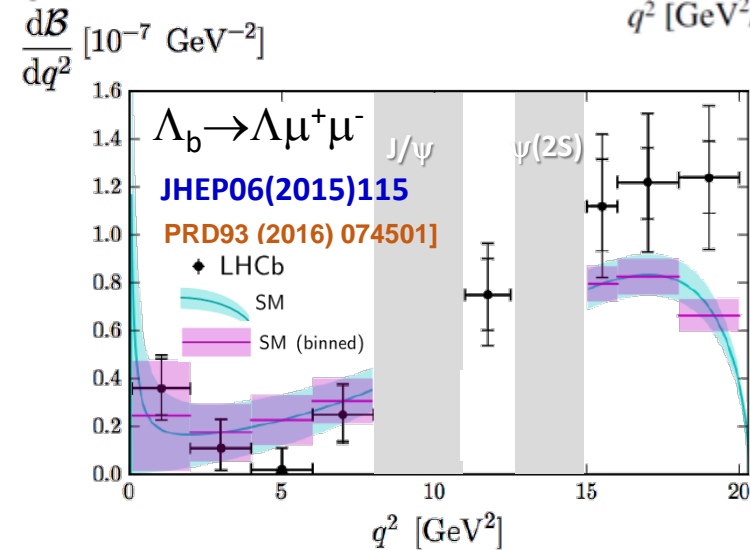 q² [GeV²
dB/dq² [10⁻⁷ GeV⁻²]
1.6
1.4
1.2
1.0
0.8
0.6
0.4
0.2
0.0
Λb→Λμ⁺μ⁻
JHEP06(2015)115
PRD93 (2016) 074501]
LHCb
SM
SM (binned)
J/ψ
ψ(2S)
0 5 10 15 20
q² [GeV²]